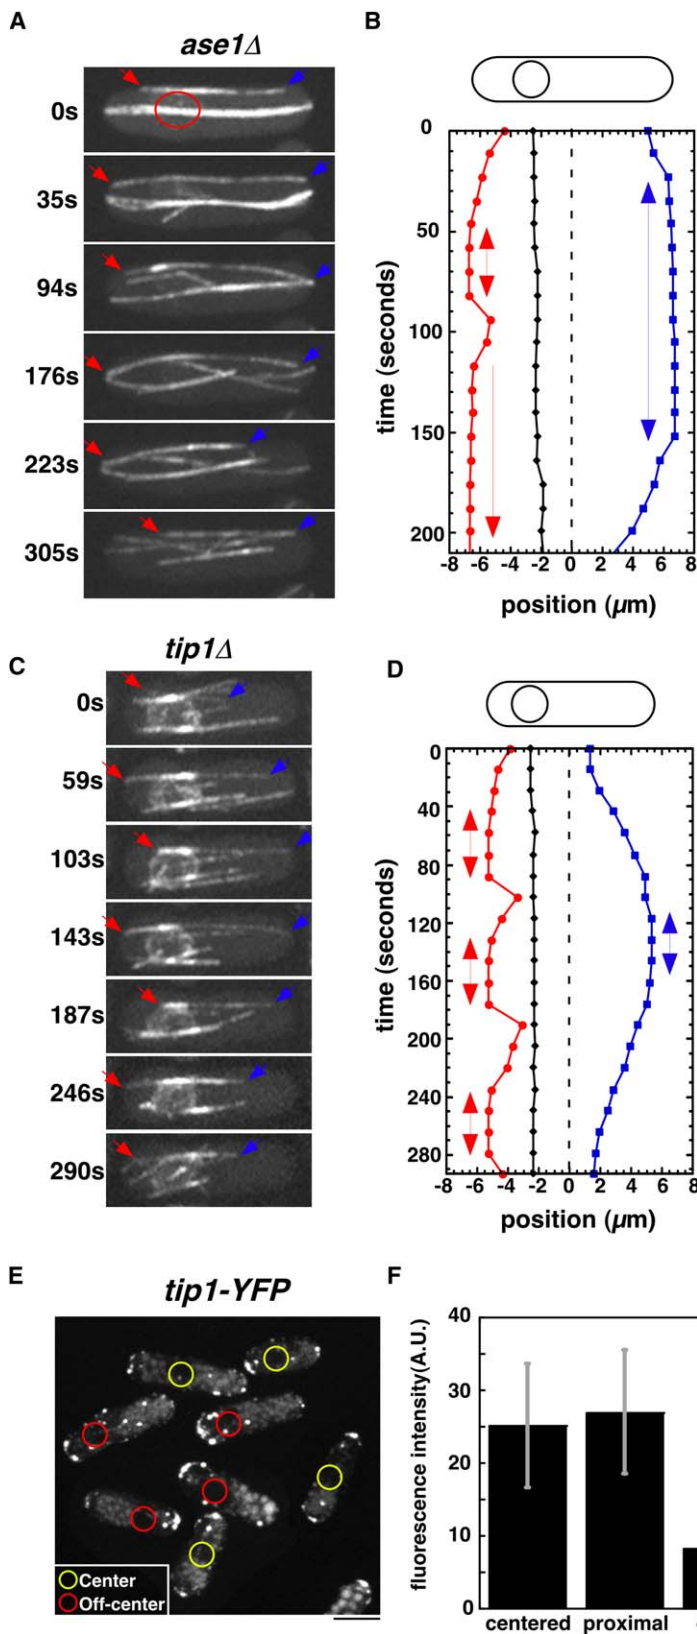 A
ase1Δ
0s
35s
94s
176s
223s
305s
B
0
50
100
150
200
time (seconds)
-8 -6 -4 -2 0 2 4 6 8
position (µm)
C
tip1Δ
0s
59s
103s
143s
187s
246s
290s
D
0
40
80
120
160
200
240
280
time (seconds)
-8 -6 -4 -2 0 2 4 6 8
position (µm)
E
tip1-YFP
Center
Off-center
F
40
30
20
10
0
fluorescence intensity(A.U.)
centered proximal